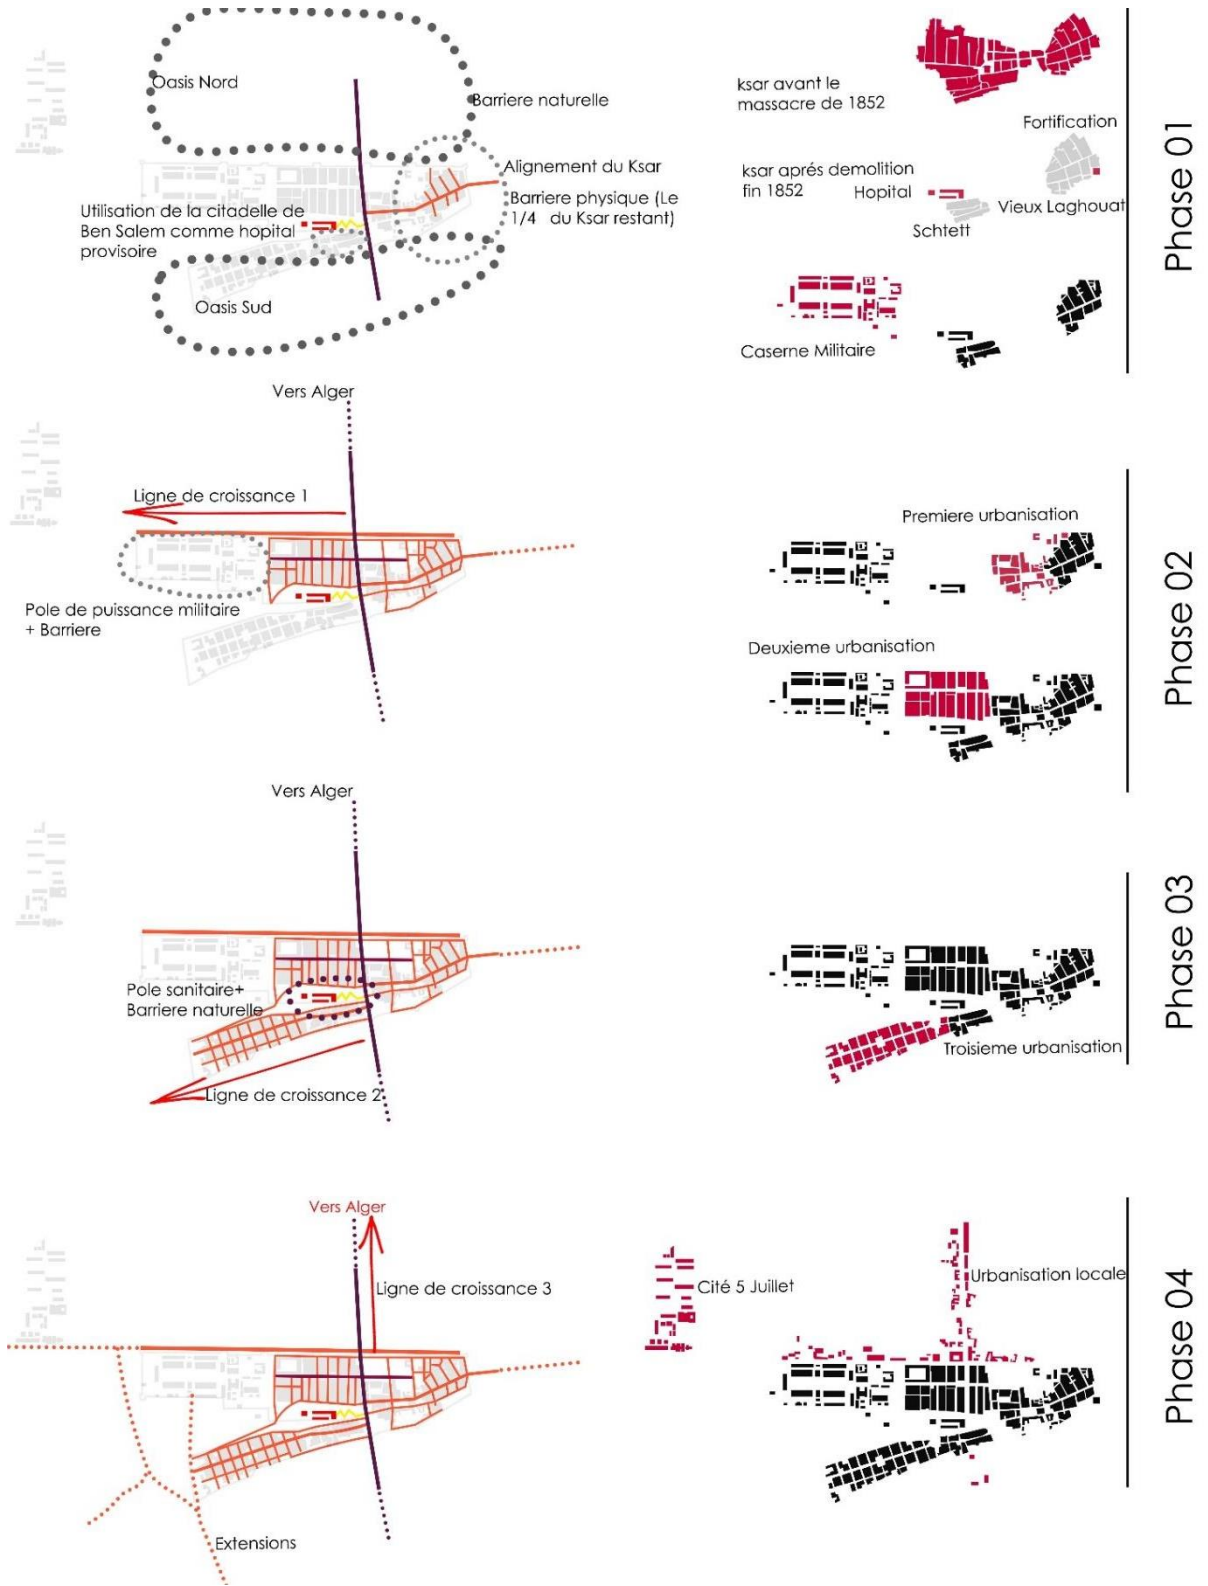 Phase 01
Oasis Nord
Barriere naturelle
Alignement du Ksar
Barriere physique (Le
1/4 du Ksar restant)
Utilisation de la citadelle de
Ben Salem comme hopital
provisoire
Oasis Sud
ksar avant le
massacre de 1852
Fortification
ksar aprés demolition
fin 1852
Hopital
Vieux Laghouat
Schtett
Caserne Militaire
Phase 02
Vers Alger
Ligne de croissance 1
Pole de puissance militaire
+ Barriere
Premiere urbanisation
Deuxieme urbanisation
Phase 03
Vers Alger
Pole sanitaire+
Barriere naturelle
Ligne de croissance 2
Troisieme urbanisation
Phase 04
Vers Alger
Ligne de croissance 3
Extensions
Cité 5 Juillet
Urbanisation locale